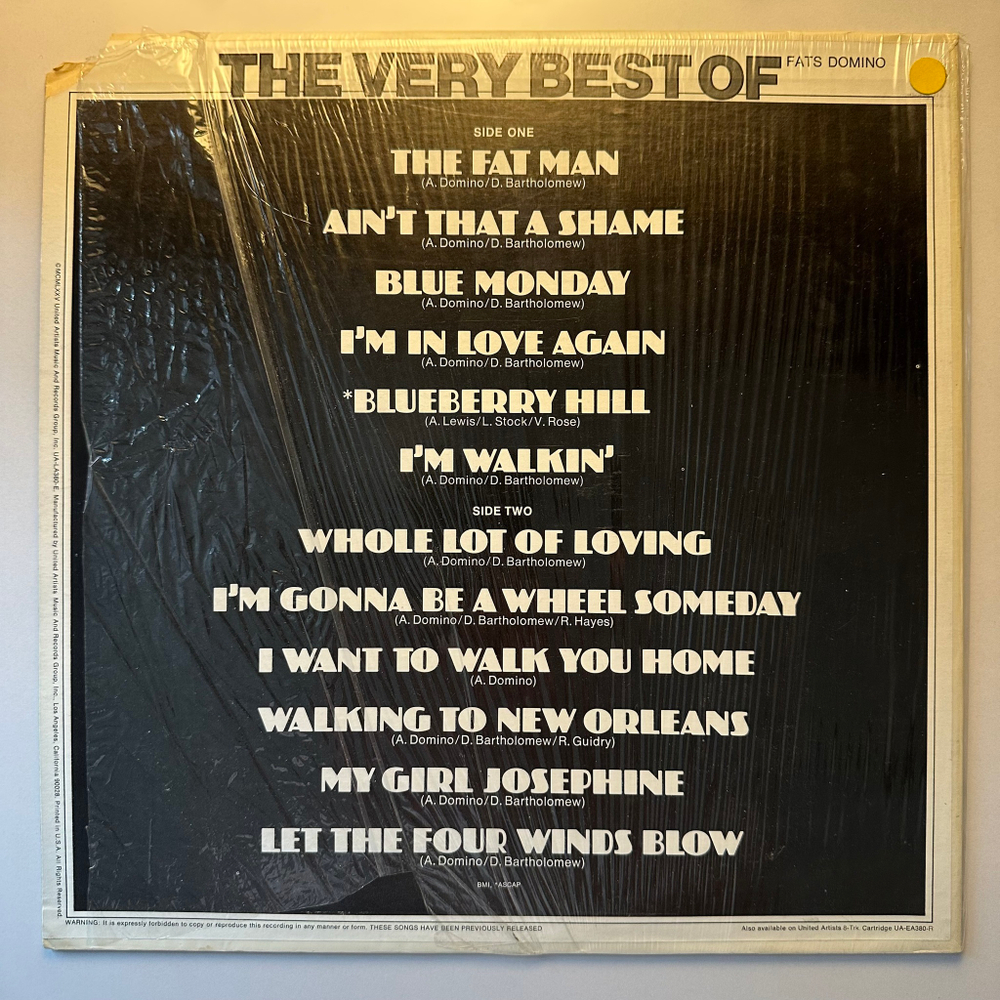 THE VERY BEST OF FATS DOMINO
SIDE ONE
THE FAT MAN
(A. Domino/D. Bartholomew)
AIN'T THAT A SHAME
(A. Domino/D. Bartholomew)
BLUE MONDAY
(A. Domino/D. Bartholomew)
I'M IN LOVE AGAIN
(A. Domino/D. Bartholomew)
*BLUEBERRY HILL
(A. Lewis/L. Stock/V. Rose)
I'M WALKIN'
(A. Domino/D. Bartholomew)
SIDE TWO
WHOLE LOT OF LOVING
(A. Domino/D. Bartholomew)
I'M GONNA BE A WHEEL SOMEDAY
(A. Domino/D. Bartholomew/R. Hayes)
I WANT TO WALK YOU HOME
(A. Domino)
WALKING TO NEW ORLEANS
(A. Domino/D. Bartholomew/R. Guidry)
MY GIRL JOSEPHINE
(A. Domino/D. Bartholomew)
LET THE FOUR WINDS BLOW
(A. Domino/D. Bartholomew)
BMI, *ASCAP
©MCMLXXV United Artists Music And Records Group, Inc. UA-LA380-E. Manufactured by United Artists Music And Records Group, Inc., Los Angeles, California 90028. Printed in U.S.A. All Rights Reserved.
WARNING: It is expressly forbidden to copy or reproduce this recording in any manner or form. THESE SONGS HAVE BEEN PREVIOUSLY RELEASED
Also available on United Artists 8-Trk. Cartridge UA-EA380-R